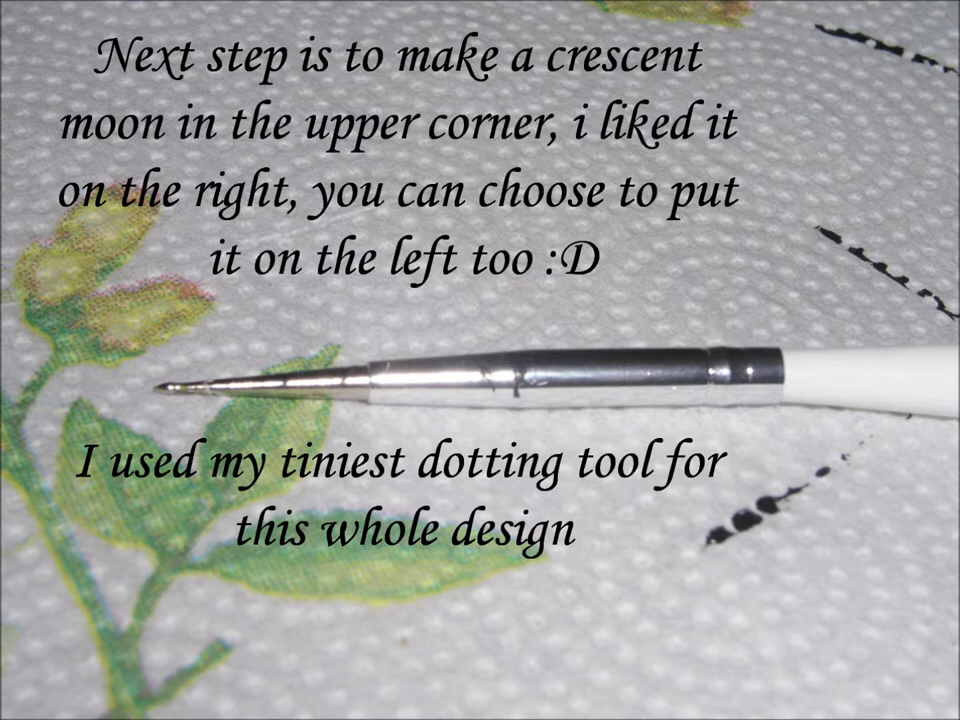 Next step is to make a crescent
moon in the upper corner, i liked it
on the right, you can choose to put
it on the left too :D
I used my tiniest dotting tool for
this whole design